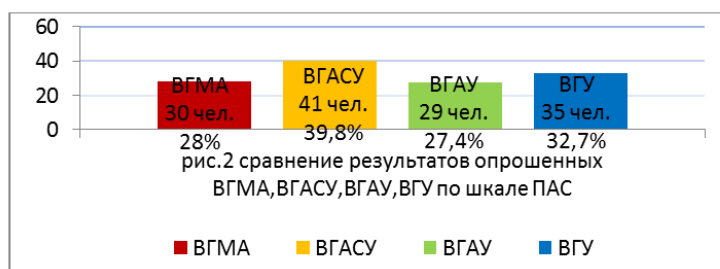 60
40
20
0
ВГМА
30 чел.
28%
ВГАСУ
41 чел.
39,8%
ВГАУ
29 чел.
27,4%
ВГУ
35 чел.
32,7%
рис.2 сравнение результатов опрошенных
ВГМА,ВГАСУ,ВГАУ,ВГУ по шкале ПАС
ВГМА ВГАСУ ВГАУ ВГУ